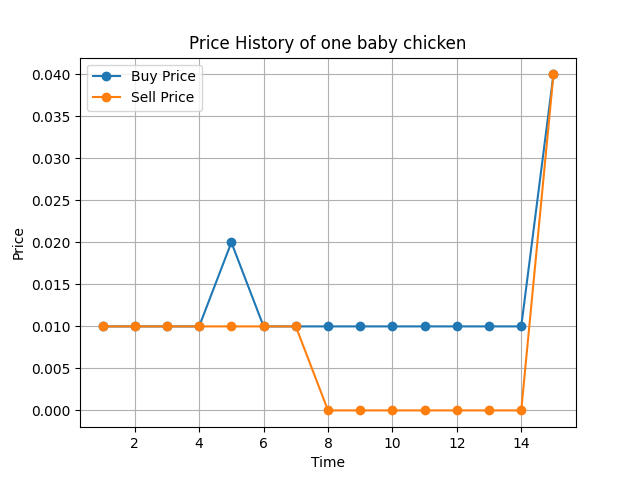 Price History of one baby chicken
Buy Price
Sell Price
0.040
0.035
0.030
0.025
0.020
0.015
0.010
0.005
0.000
Price
2 4 6 8 10 12 14
Time